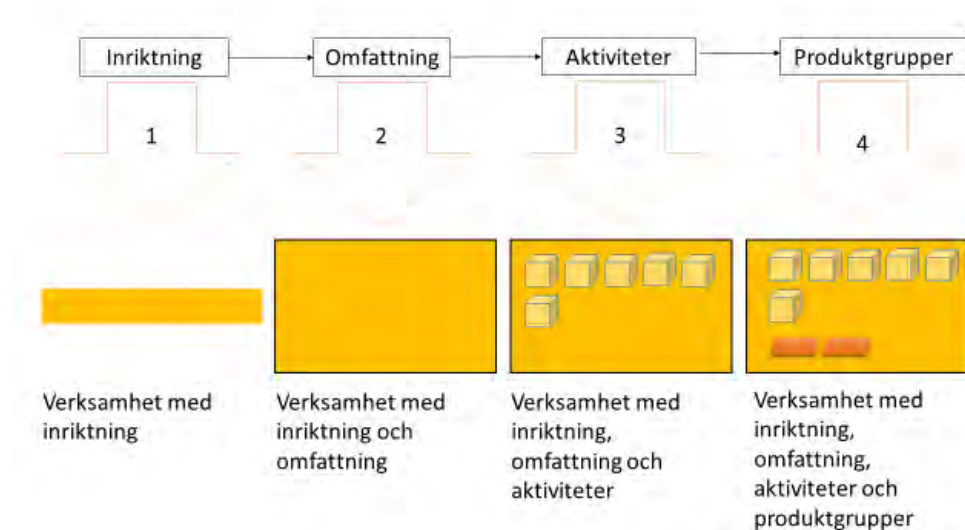 Inriktning
Omfattning
Aktiviteter
Produktgrupper
1
2
3
4
Verksamhet med
inriktning
Verksamhet med
inriktning och
omfattning
Verksamhet med
inriktning,
omfattning och
aktiviteter
Verksamhet med
inriktning,
omfattning,
aktiviteter och
produktgrupper